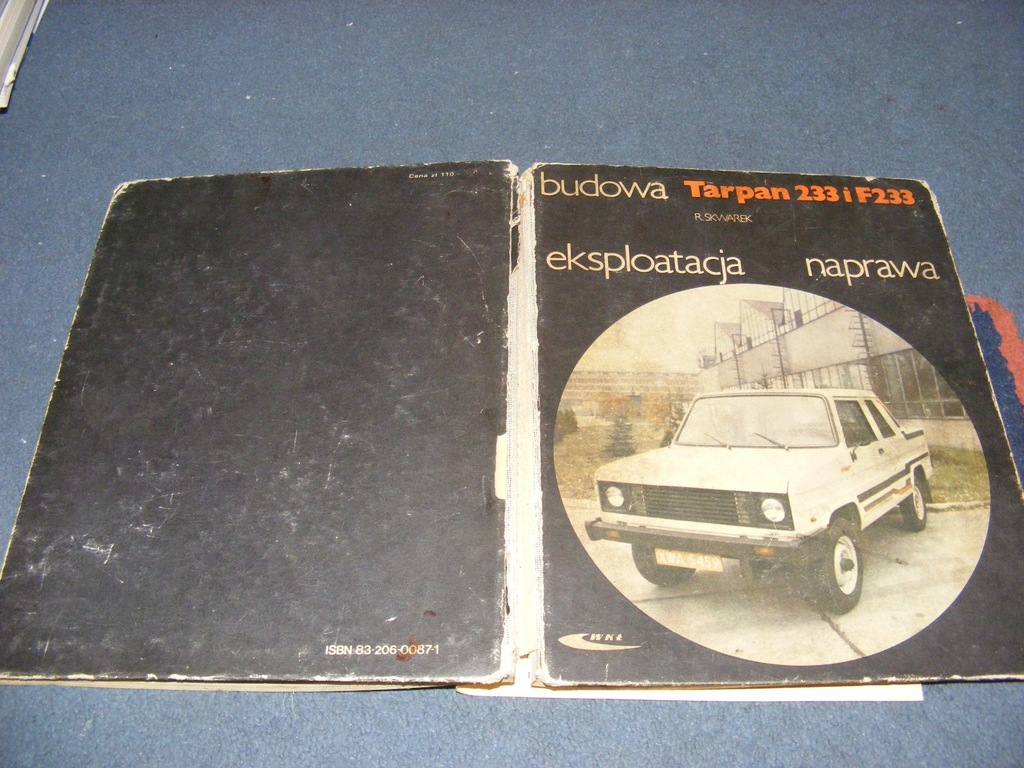 Cena zł 110
ISBN 83-206-0087-1
budowa Tarpan 233 i F233
R. SKWAREK
eksploatacja naprawa
WKŁ